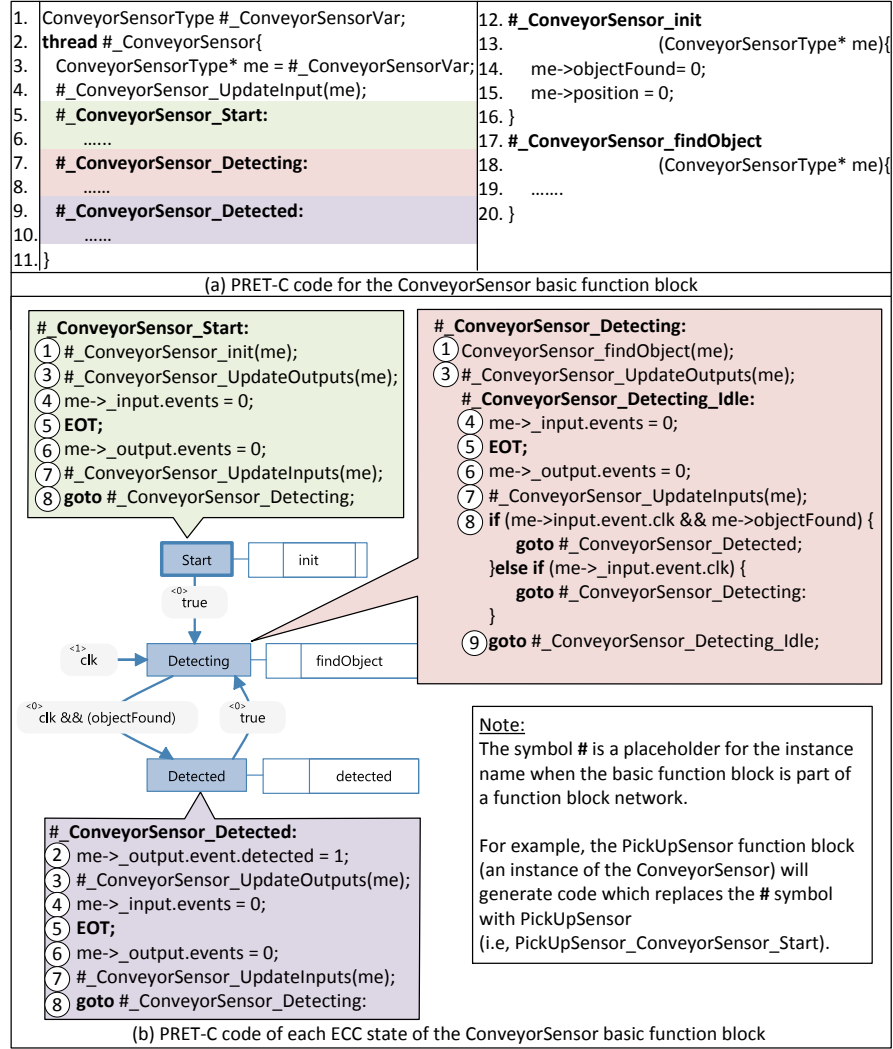 1. ConveyorSensorType #_ConveyorSensorVar;
2. thread #_ConveyorSensor{
3. ConveyorSensorType* me = #_ConveyorSensorVar;
4. #_ConveyorSensor_UpdateInput(me);
5. #_ConveyorSensor_Start:
6. …...
7. #_ConveyorSensor_Detecting:
8. ……
9. #_ConveyorSensor_Detected:
10. ……
11. }
12. #_ConveyorSensor_init
13. (ConveyorSensorType* me){
14. me->objectFound= 0;
15. me->position = 0;
16. }
17. #_ConveyorSensor_findObject
18. (ConveyorSensorType* me){
19. …….
20. }
(a) PRET-C code for the ConveyorSensor basic function block
#_ConveyorSensor_Start:
1 #_ConveyorSensor_init(me);
3 #_ConveyorSensor_UpdateOutputs(me);
4 me->_input.events = 0;
5 EOT;
6 me->_output.events = 0;
7 #_ConveyorSensor_UpdateInputs(me);
8 goto #_ConveyorSensor_Detecting;
#_ConveyorSensor_Detecting:
1 ConveyorSensor_findObject(me);
3 #_ConveyorSensor_UpdateOutputs(me);
#_ConveyorSensor_Detecting_Idle:
4 me->_input.events = 0;
5 EOT;
6 me->_output.events = 0;
7 #_ConveyorSensor_UpdateInputs(me);
8 if (me->input.event.clk && me->objectFound) {
goto #_ConveyorSensor_Detected;
}else if (me->_input.event.clk) {
goto #_ConveyorSensor_Detecting:
}
9 goto #_ConveyorSensor_Detecting_Idle;
Start
init
<0>
true
<1>
clk
Detecting
findObject
<0>
clk && (objectFound)
<0>
true
Detected
detected
#_ConveyorSensor_Detected:
2 me->_output.event.detected = 1;
3 #_ConveyorSensor_UpdateOutputs(me);
4 me->_input.events = 0;
5 EOT;
6 me->_output.events = 0;
7 #_ConveyorSensor_UpdateInputs(me);
8 goto #_ConveyorSensor_Detecting:
Note:
The symbol # is a placeholder for the instance
name when the basic function block is part of
a function block network.
For example, the PickUpSensor function block
(an instance of the ConveyorSensor) will
generate code which replaces the # symbol
with PickUpSensor
(i.e, PickUpSensor_ConveyorSensor_Start).
(b) PRET-C code of each ECC state of the ConveyorSensor basic function block